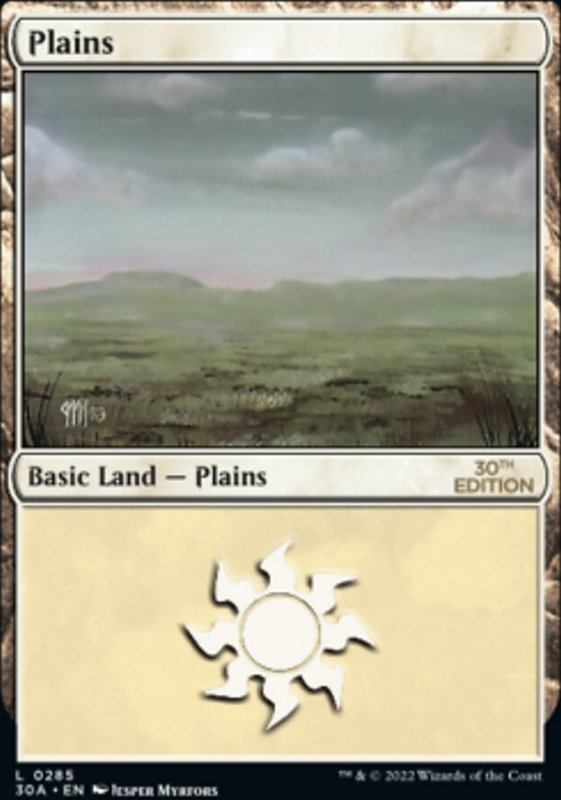 Plains
Basic Land — Plains
30TH
EDITION
L 0285
30A • EN Jesper Myrfors
™ & © 2022 Wizards of the Coast